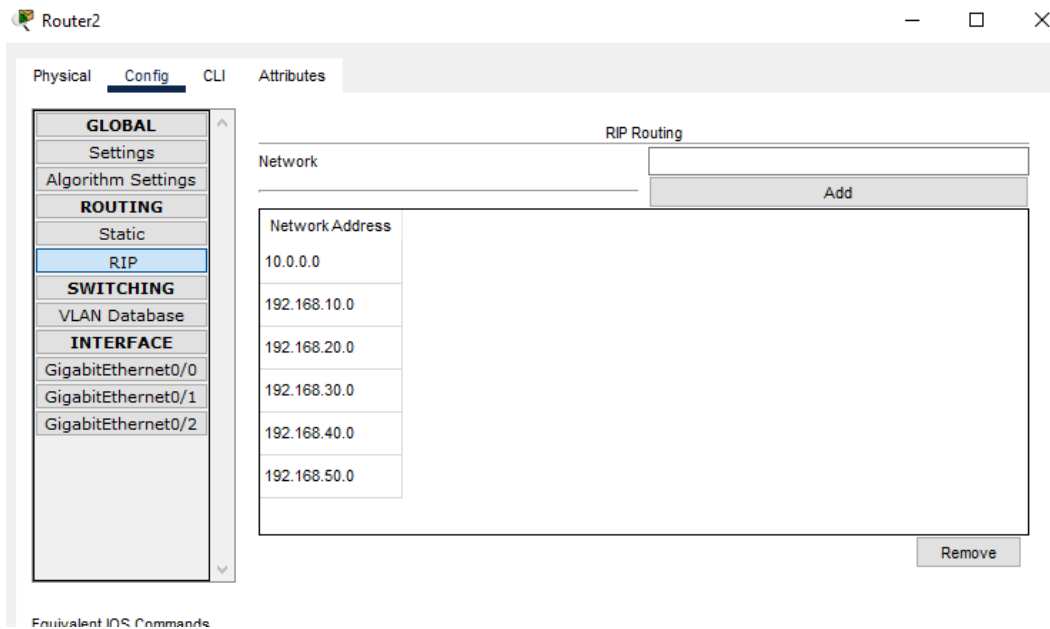 Router2
Physical Config CLI Attributes
GLOBAL
Settings
Algorithm Settings
ROUTING
Static
RIP
SWITCHING
VLAN Database
INTERFACE
GigabitEthernet0/0
GigabitEthernet0/1
GigabitEthernet0/2
RIP Routing
Network
Add
Network Address
10.0.0.0
192.168.10.0
192.168.20.0
192.168.30.0
192.168.40.0
192.168.50.0
Remove
Equivalent IOS Commands